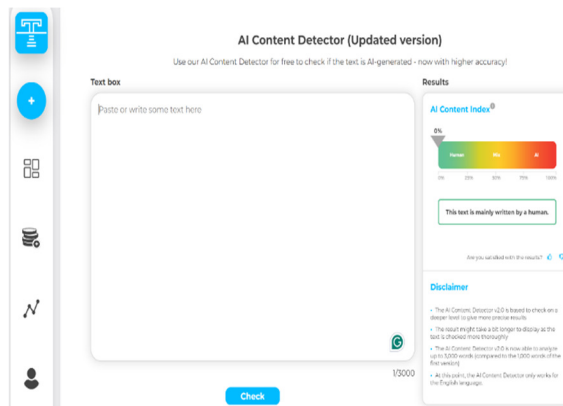 AI Content Detector (Updated version)
Use our AI Content Detector for free to check if the text is AI-generated - now with higher accuracy!
Text box
Results
Paste or write some text here
AI Content Index
0%
Human
Mix
AI
0% 25% 50% 75% 100%
This text is mainly written by a human.
Are you satisfied with the results?
Disclaimer
• The AI Content Detector v2.0 is based to check on a
deeper level to give more precise results
• The result might take a bit longer to display as the
text is checked more thoroughly
• The AI Content Detector v2.0 is now able to analyze
up to 3,000 words (compared to the 1,000 words of the
first version)
• At this point, the AI Content Detector only works for
the English language.
1/3000
Check